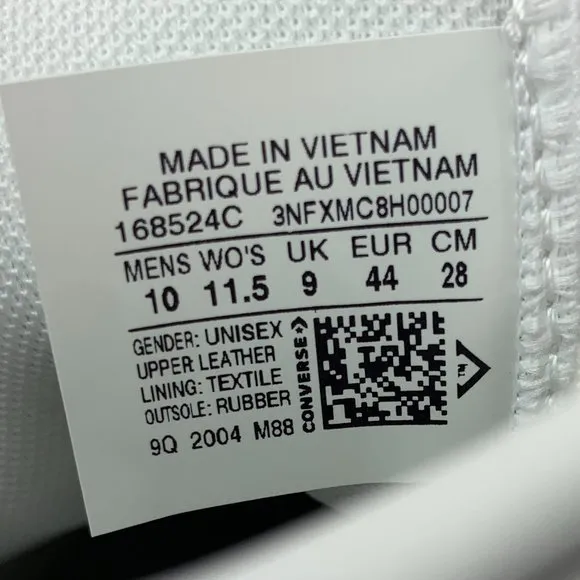 MADE IN VIETNAM
FABRIQUE AU VIETNAM
168524C 3NFXMC8H00007
MENS WO'S UK EUR CM
10 11.5 9 44 28
GENDER: UNISEX
UPPER: LEATHER
LINING: TEXTILE
OUTSOLE: RUBBER
9Q 2004 M88
CONVERSE
TM